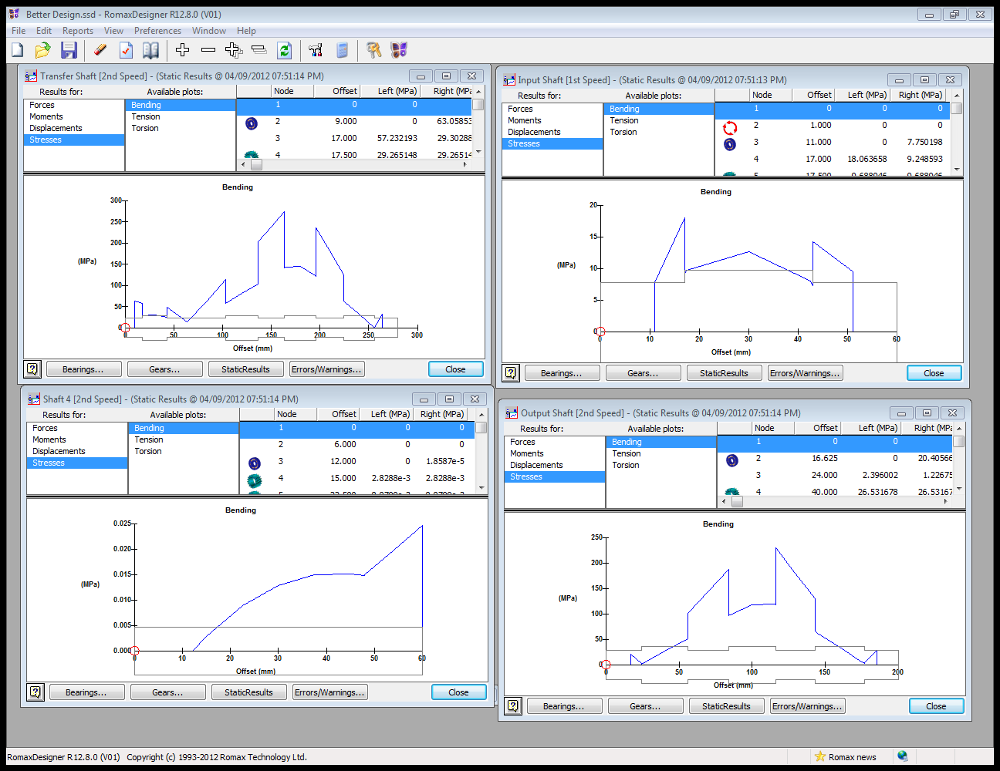 Better Design.ssd - RomaxDesigner R12.8.0 (V01)
File Edit Reports View Preferences Window Help
Transfer Shaft [2nd Speed] - (Static Results @ 04/09/2012 07:51:14 PM)
Results for: Available plots: Node Offset Left (MPa) Right (MPa)
Forces Bending 1 0 0
Moments Tension 2 9.000 0 63.05853
Displacements Torsion 3 17.000 57.232193 29.30288
Stresses 4 17.500 29.265148 29.26514
Bending
300
250
200
(MPa) 150
100
50
0
0 50 100 150 200 250 300
Offset (mm)
Bearings... Gears... StaticResults Errors/Warnings... Close
Input Shaft [1st Speed] - (Static Results @ 04/09/2012 07:51:13 PM)
Results for: Available plots: Node Offset Left (MPa) Right (MPa)
Forces Bending 1 0 0 0
Moments Tension 2 1.000 0 0
Displacements Torsion 3 11.000 0 7.750198
Stresses 4 17.000 18.063658 9.248593
5 17.500 9.688046 9.688046
Bending
20
15
(MPa) 10
5
0
0 10 20 30 40 50 60
Offset (mm)
Bearings... Gears... StaticResults Errors/Warnings... Close
Shaft 4 [2nd Speed] - (Static Results @ 04/09/2012 07:51:14 PM)
Results for: Available plots: Node Offset Left (MPa) Right (MPa)
Forces Bending 1 0 0 0
Moments Tension 2 6.000 0 0
Displacements Torsion 3 12.000 0 1.8587e-5
Stresses 4 15.000 2.8288e-3 2.8288e-3
Bending
0.025
0.020
0.015
(MPa)
0.010
0.005
0.000
0 10 20 30 40 50 60
Offset (mm)
Bearings... Gears... StaticResults Errors/Warnings... Close
Output Shaft [2nd Speed] - (Static Results @ 04/09/2012 07:51:14 PM)
Results for: Available plots: Node Offset Left (MPa) Right (MPa
Forces Bending 1 0 0
Moments Tension 2 16.625 0 20.40566
Displacements Torsion 3 24.000 2.396002 1.22675
Stresses 4 40.000 26.531678 26.53167
Bending
250
200
150
(MPa)
100
50
0
0 50 100 150 200
Offset (mm)
Bearings... Gears... StaticResults Errors/Warnings... Close
RomaxDesigner R12.8.0 (V01) Copyright (c) 1993-2012 Romax Technology Ltd. Romax news